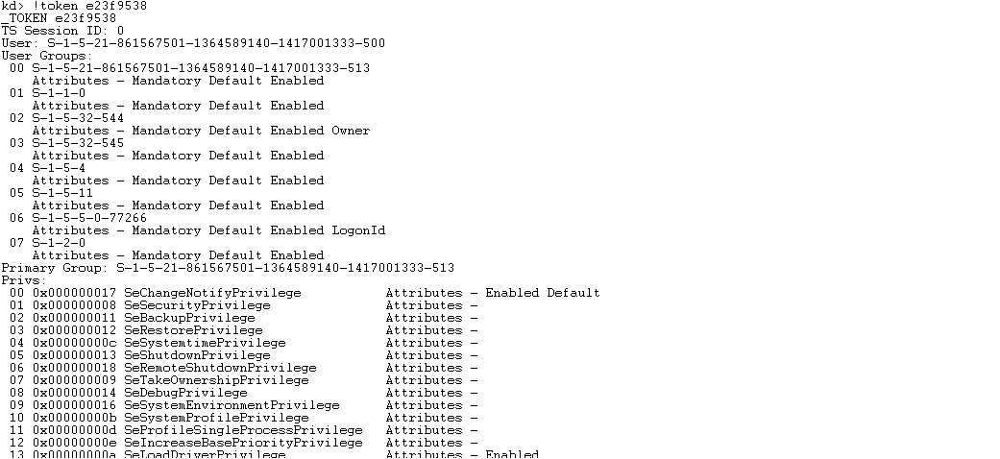 kd> !token e23f9538
_TOKEN e23f9538
TS Session ID: 0
User: S-1-5-21-861567501-1364589140-1417001333-500
User Groups:
00 S-1-5-21-861567501-1364589140-1417001333-513
Attributes - Mandatory Default Enabled
01 S-1-1-0
Attributes - Mandatory Default Enabled
02 S-1-5-32-544
Attributes - Mandatory Default Enabled Owner
03 S-1-5-32-545
Attributes - Mandatory Default Enabled
04 S-1-5-4
Attributes - Mandatory Default Enabled
05 S-1-5-11
Attributes - Mandatory Default Enabled
06 S-1-5-5-0-77266
Attributes - Mandatory Default Enabled LogonId
07 S-1-2-0
Attributes - Mandatory Default Enabled
Primary Group: S-1-5-21-861567501-1364589140-1417001333-513
Privs:
00 0x000000017 SeChangeNotifyPrivilege Attributes - Enabled Default
01 0x000000008 SeSecurityPrivilege Attributes -
02 0x000000011 SeBackupPrivilege Attributes -
03 0x000000012 SeRestorePrivilege Attributes -
04 0x00000000c SeSystemtimePrivilege Attributes -
05 0x000000013 SeShutdownPrivilege Attributes -
06 0x000000018 SeRemoteShutdownPrivilege Attributes -
07 0x000000009 SeTakeOwnershipPrivilege Attributes -
08 0x000000014 SeDebugPrivilege Attributes -
09 0x000000016 SeSystemEnvironmentPrivilege Attributes -
10 0x00000000b SeSystemProfilePrivilege Attributes -
11 0x00000000d SeProfileSingleProcessPrivilege Attributes -
12 0x00000000e SeIncreaseBasePriorityPrivilege Attributes -
13 0x00000000a SeLoadDriverPrivilege Attributes - Enabled